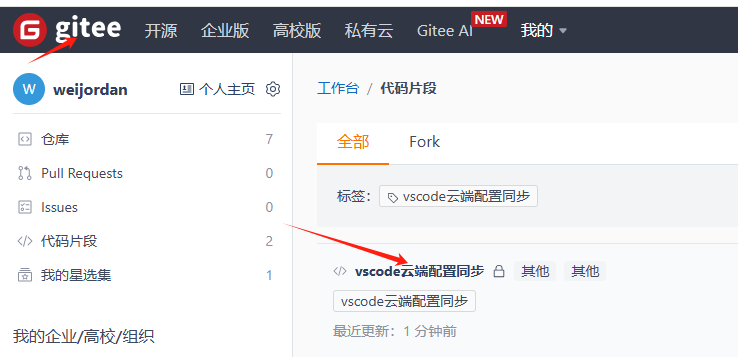 gitee 开源 企业版 高校版 私有云 Gitee AI NEW 我的
W weijordan 个人主页
仓库 7
Pull Requests 0
Issues 0
代码片段 2
我的星选集 1
我的企业/高校/组织
工作台 / 代码片段
全部 Fork
标签: vscode云端配置同步
vscode云端配置同步 其他 其他
vscode云端配置同步
最近更新：1 分钟前